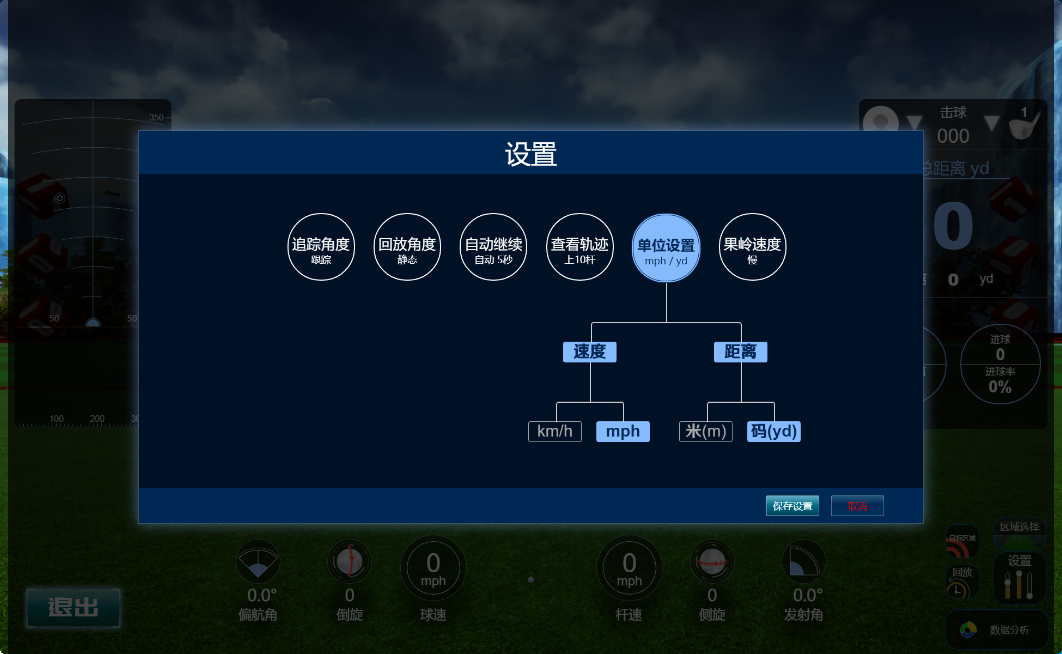 350
击球
1
000
设置
总距离 yd
0
追踪角度
跟踪
回放角度
静态
自动继续
自动 5秒
查看轨迹
上10杆
单位设置
mph / yd
果岭速度
慢
0
yd
50
50
速度
距离
进球
0
进球率
0%
100
200
km/h
mph
米(m)
码(yd)
保存设置
取消
目标区域
区域选择
回放
设置
0
mph
球速
0
mph
杆速
0.0°
偏航角
0
倒旋
0
侧旋
0.0°
发射角
退出
数据分析